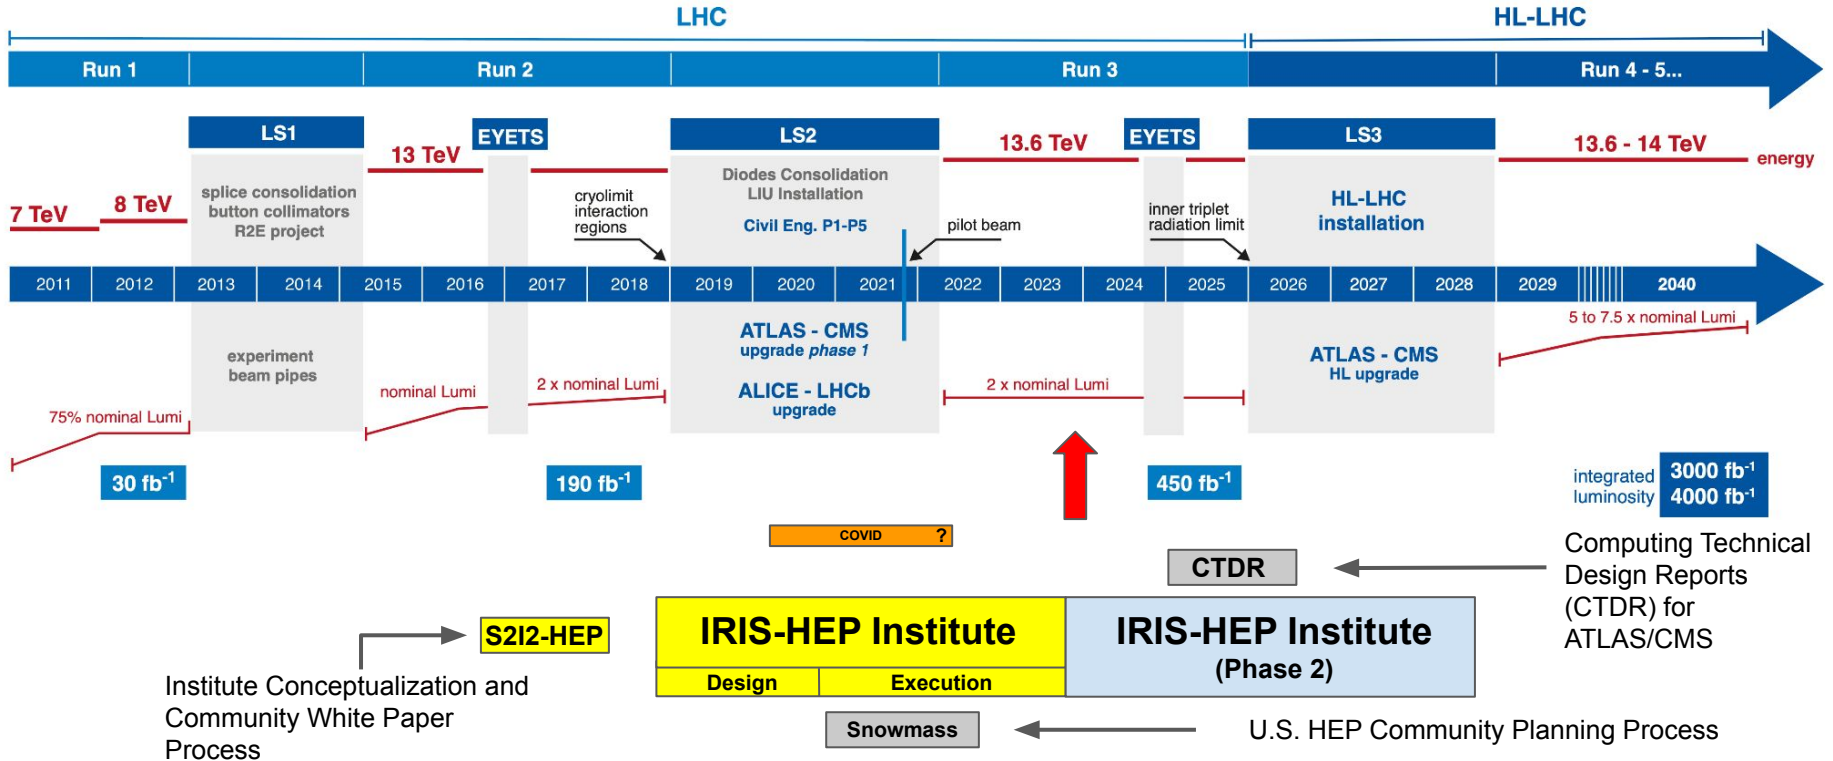 LHC
HL-LHC
Run 1
Run 2
Run 3
Run 4 - 5...
LS1
EYETS
LS2
EYETS
LS3
13 TeV
13.6 TeV
13.6 - 14 TeV
energy
7 TeV
8 TeV
splice consolidation
button collimators
R2E project
cryolimit
interaction
regions
Diodes Consolidation
LIU Installation
Civil Eng. P1-P5
pilot beam
inner triplet
radiation limit
HL-LHC
installation
2011
2012
2013
2014
2015
2016
2017
2018
2019
2020
2021
2022
2023
2024
2025
2026
2027
2028
2029
2040
5 to 7.5 x nominal Lumi
experiment
beam pipes
ATLAS - CMS
upgrade phase 1
ALICE - LHCb
upgrade
ATLAS - CMS
HL upgrade
75% nominal Lumi
nominal Lumi
2 x nominal Lumi
2 x nominal Lumi
30 fb-1
190 fb-1
450 fb-1
integrated
luminosity
3000 fb-1
4000 fb-1
COVID ?
CTDR
Computing Technical
Design Reports
(CTDR) for
ATLAS/CMS
S2I2-HEP
IRIS-HEP Institute
Design
Execution
IRIS-HEP Institute
(Phase 2)
Institute Conceptualization and
Community White Paper
Process
Snowmass
U.S. HEP Community Planning Process